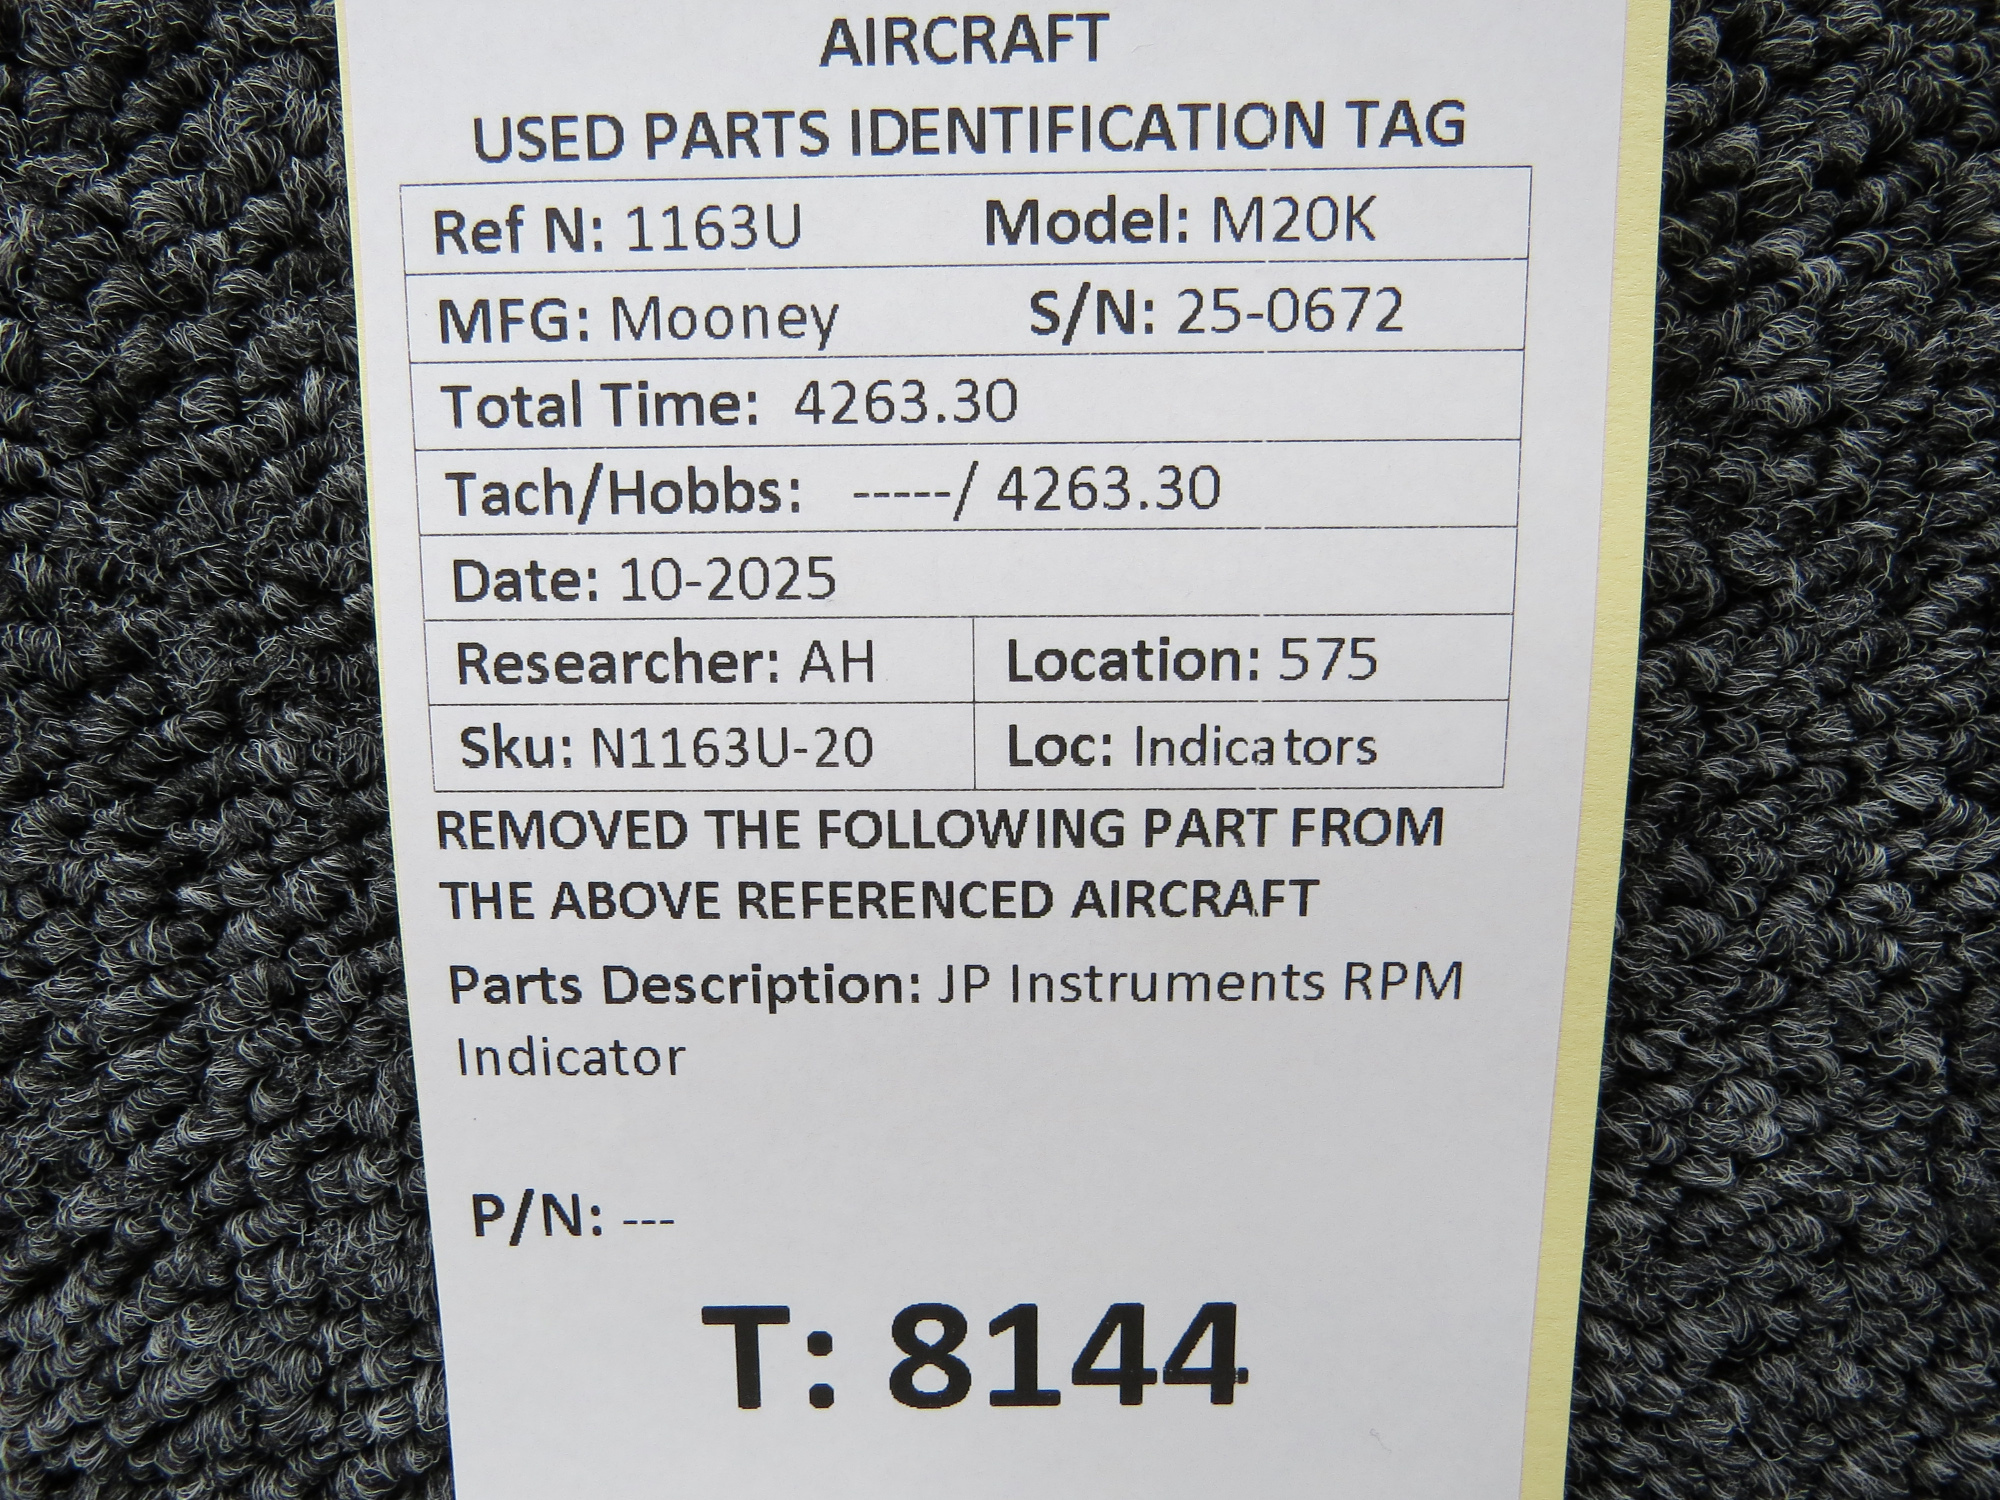 AIRCRAFT
USED PARTS IDENTIFICATION TAG
Ref N: 1163U Model: M20K
MFG: Mooney S/N: 25-0672
Total Time: 4263.30
Tach/Hobbs: -----/ 4263.30
Date: 10-2025
Researcher: AH Location: 575
Sku: N1163U-20 Loc: Indicators
REMOVED THE FOLLOWING PART FROM
THE ABOVE REFERENCED AIRCRAFT
Parts Description: JP Instruments RPM
Indicator
P/N: ---
T: 8144